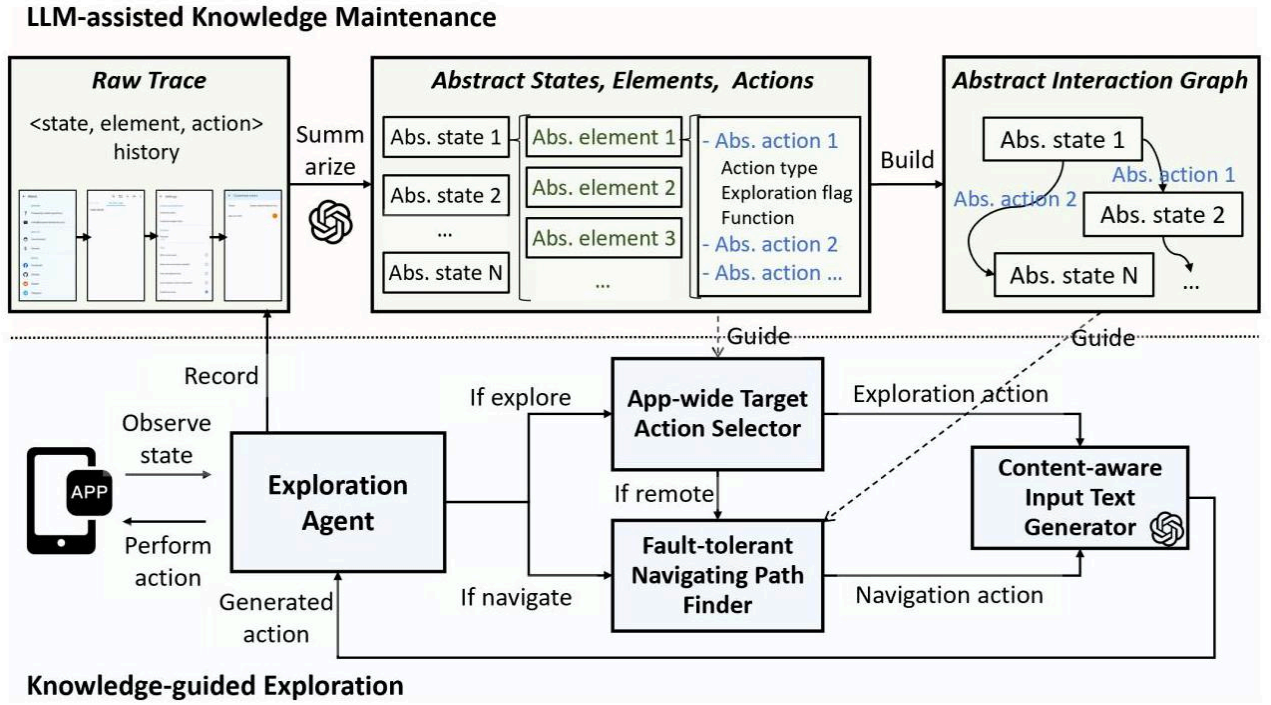 LLM-assisted Knowledge Maintenance
Raw Trace
<state, element, action>
history
Summ
arize
Abstract States, Elements, Actions
Abs. state 1
Abs. state 2
...
Abs. state N
Abs. element 1
Abs. element 2
Abs. element 3
...
- Abs. action 1
Action type
Exploration flag
Function
- Abs. action 2
- Abs. action ...
Build
Abstract Interaction Graph
Abs. state 1
Abs. action 1
Abs. action 2
Abs. state 2
Abs. state N
...
Guide
Guide
Record
Observe
state
APP
Perform
action
Exploration
Agent
Generated
action
If explore
If navigate
App-wide Target
Action Selector
If remote
Fault-tolerant
Navigating Path
Finder
Exploration action
Navigation action
Content-aware
Input Text
Generator
Knowledge-guided Exploration